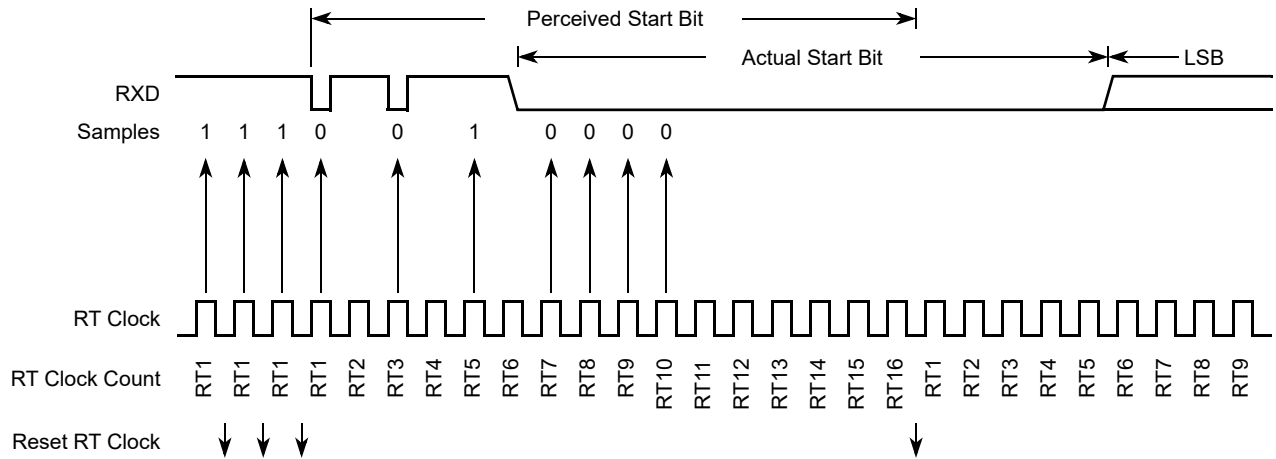 Perceived Start Bit
Actual Start Bit
LSB
RXD
Samples 1 1 1 0 0 1 0 0 0 0
RT Clock
RT Clock Count RT1 RT1 RT1 RT1 RT2 RT3 RT4 RT5 RT6 RT7 RT8 RT9 RT10 RT11 RT12 RT13 RT14 RT15 RT16 RT1 RT2 RT3 RT4 RT5 RT6 RT7 RT8 RT9
Reset RT Clock